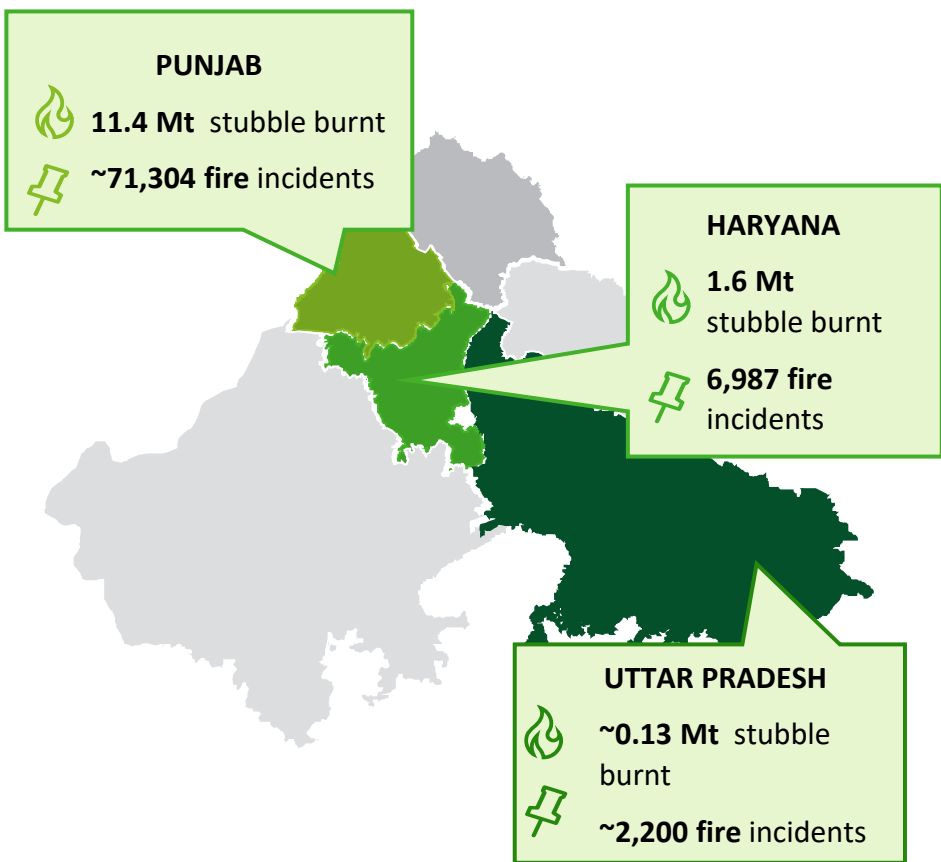 PUNJAB
11.4 Mt stubble burnt
~71,304 fire incidents
HARYANA
1.6 Mt
stubble burnt
6,987 fire
incidents
UTTAR PRADESH
~0.13 Mt stubble
burnt
~2,200 fire incidents